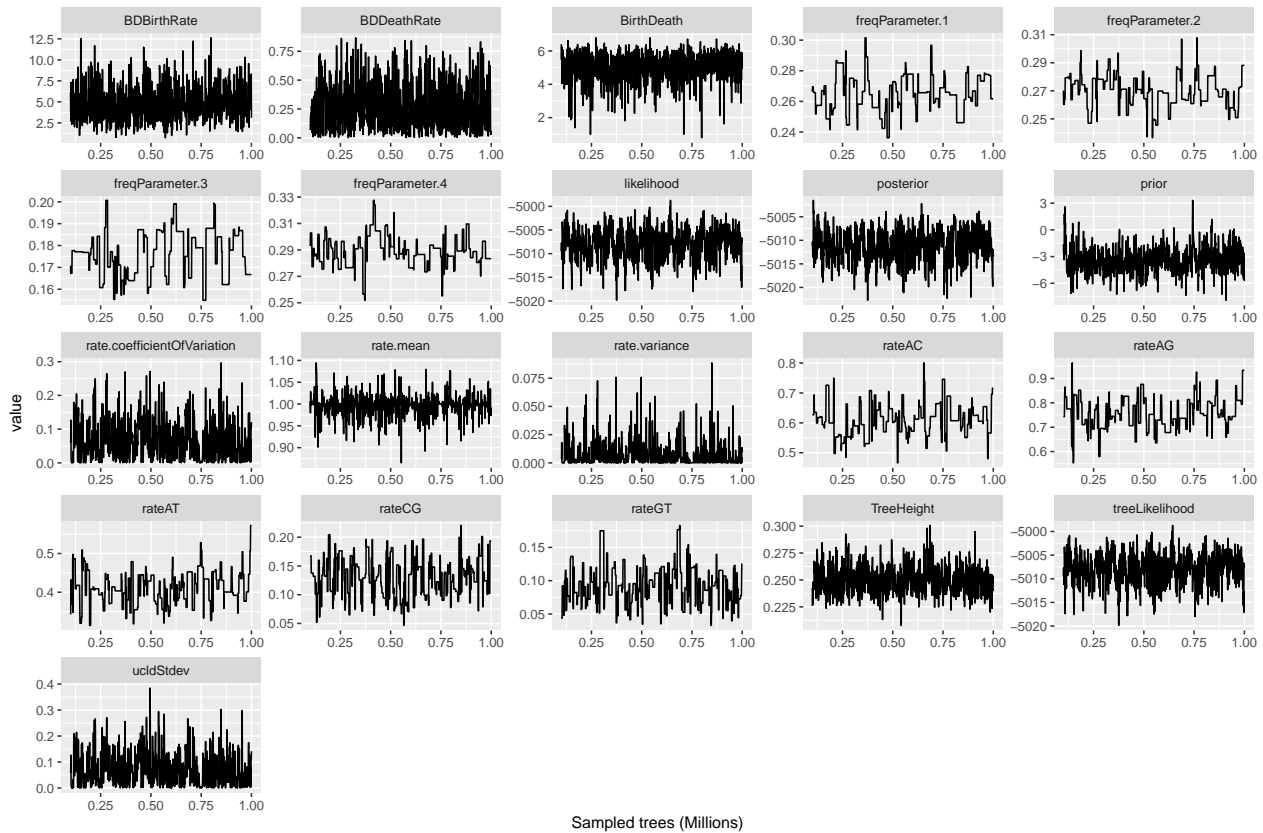 BDBirthRate BDDeathRate BirthDeath freqParameter.1 freqParameter.2
12.5 10.0 7.5 5.0 2.5
0.75 0.50 0.25 0.00
6 4 2
0.30 0.28 0.26 0.24
0.31 0.29 0.27 0.25
0.25 0.50 0.75 1.00 0.25 0.50 0.75 1.00 0.25 0.50 0.75 1.00 0.25 0.50 0.75 1.00 0.25 0.50 0.75 1.00
freqParameter.3 freqParameter.4 likelihood posterior prior
0.20 0.19 0.18 0.17 0.16
0.33 0.31 0.29 0.27 0.25
−5000 −5005 −5010 −5015 −5020
−5005 −5010 −5015 −5020
3 0 −3 −6
0.25 0.50 0.75 1.00 0.25 0.50 0.75 1.00 0.25 0.50 0.75 1.00 0.25 0.50 0.75 1.00 0.25 0.50 0.75 1.00
rate.coefficientOfVariation rate.mean rate.variance rateAC rateAG
value
0.3 0.2 0.1 0.0
1.10 1.05 1.00 0.95 0.90
0.075 0.050 0.025 0.000
0.8 0.7 0.6 0.5
0.9 0.8 0.7 0.6
0.25 0.50 0.75 1.00 0.25 0.50 0.75 1.00 0.25 0.50 0.75 1.00 0.25 0.50 0.75 1.00 0.25 0.50 0.75 1.00
rateAT rateCG rateGT TreeHeight treeLikelihood
0.5 0.4
0.20 0.15 0.10 0.05
0.15 0.10 0.05
0.300 0.275 0.250 0.225
−5000 −5005 −5010 −5015 −5020
0.25 0.50 0.75 1.00 0.25 0.50 0.75 1.00 0.25 0.50 0.75 1.00 0.25 0.50 0.75 1.00 0.25 0.50 0.75 1.00
ucldStdev
0.4 0.3 0.2 0.1 0.0
0.25 0.50 0.75 1.00
Sampled trees (Millions)